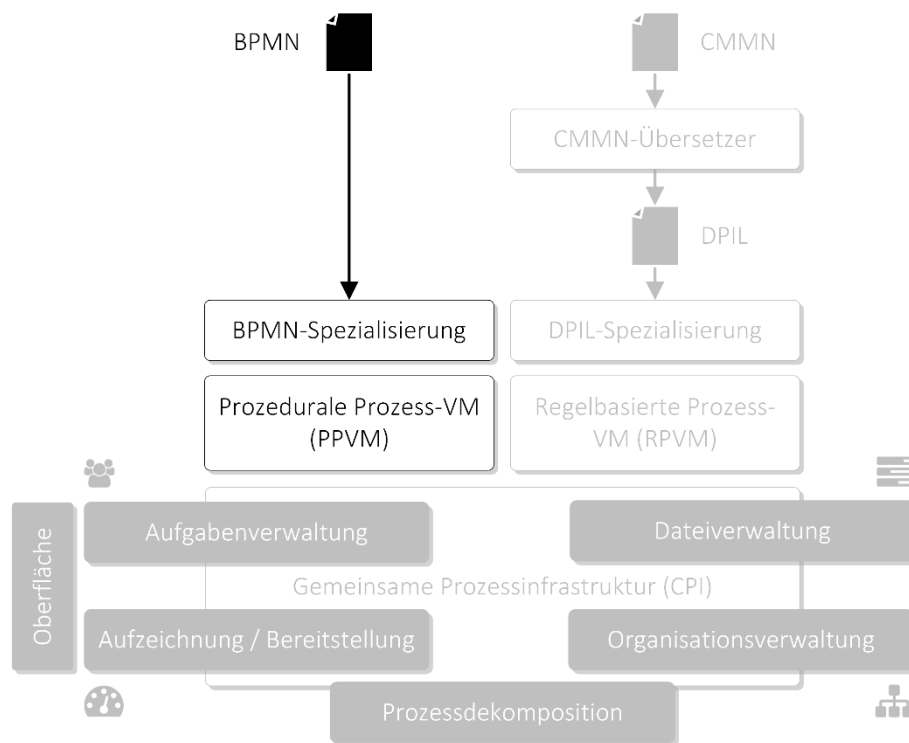 BPMN
CMMN
CMMN-Übersetzer
DPIL
BPMN-Spezialisierung
DPIL-Spezialisierung
Prozedurale Prozess-VM
(PPVM)
Regelbasierte Prozess-
VM (RPVM)
Oberfläche
Aufgabenverwaltung
Dateiverwaltung
Gemeinsame Prozessinfrastruktur (CPI)
Aufzeichnung / Bereitstellung
Organisationsverwaltung
Prozessdekomposition